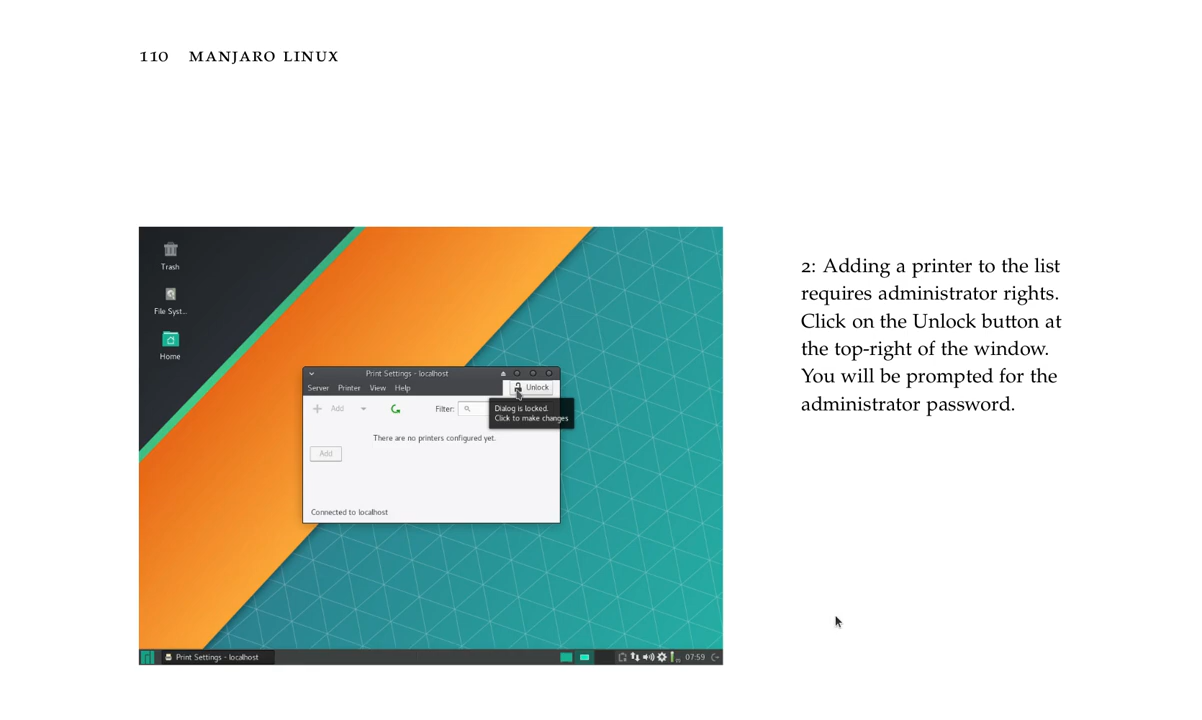 110 MANJARO LINUX
Trash
File Syst...
Home
Print Settings - localhost
Server Printer View Help
Unlock
Add
Filter:
Dialog is locked.
Click to make changes
There are no printers configured yet.
Add
Connected to localhost
Print Settings - localhost
07:59
2: Adding a printer to the list
requires administrator rights.
Click on the Unlock button at
the top-right of the window.
You will be prompted for the
administrator password.